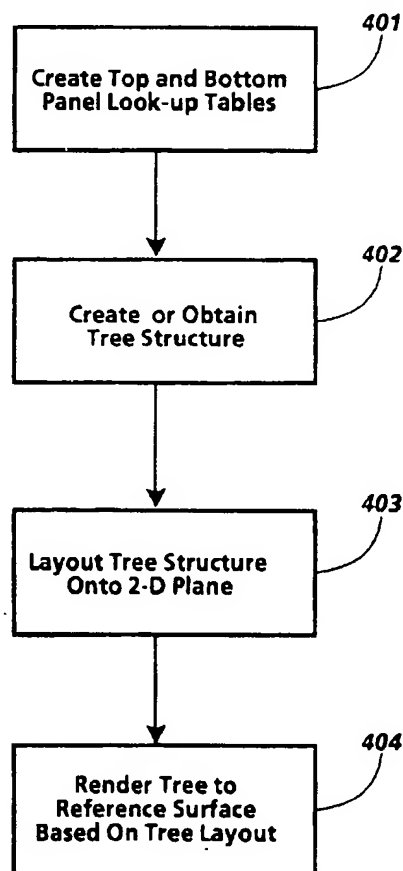 401
Create Top and Bottom
Panel Look-up Tables
402
Create or Obtain
Tree Structure
403
Layout Tree Structure
Onto 2-D Plane
404
Render Tree to
Reference Surface
Based On Tree Layout